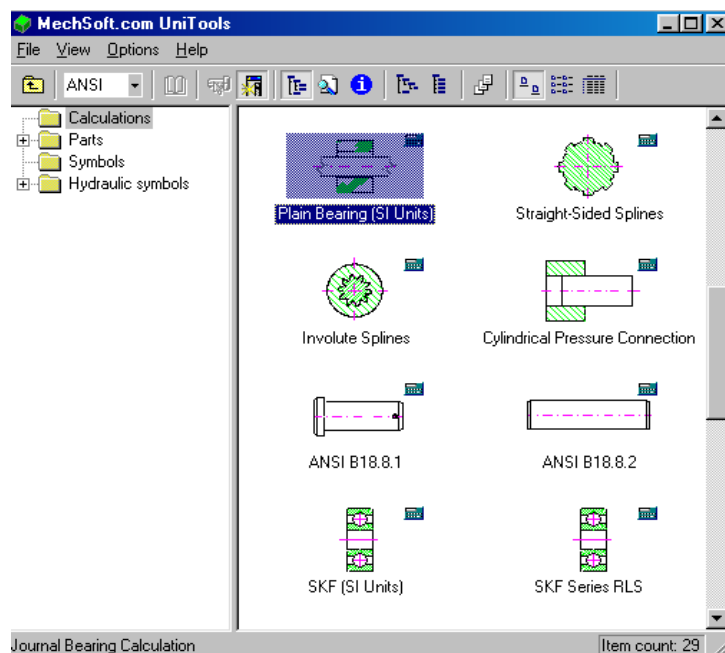 MechSoft.com UniTools
File View Options Help
ANSI
Calculations
Parts
Symbols
Hydraulic symbols
Plain Bearing (SI Units)
Straight-Sided Splines
Involute Splines
Cylindrical Pressure Connection
ANSI B18.8.1
ANSI B18.8.2
SKF (SI Units)
SKF Series RLS
Journal Bearing Calculation
Item count: 29